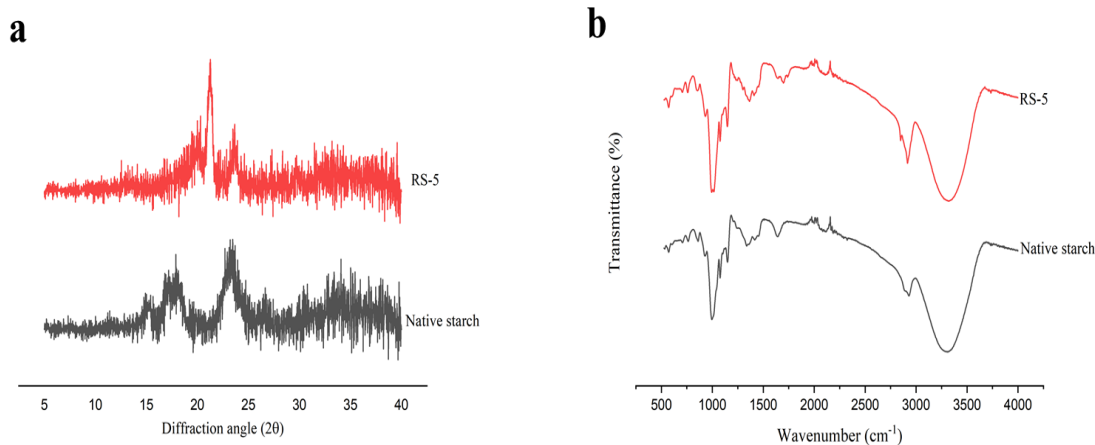 a
RS-5
Native starch
5 10 15 20 25 30 35 40
Diffraction angle (2θ)
b
Transmittance (%)
RS-5
Native starch
500 1000 1500 2000 2500 3000 3500 4000
Wavenumber (cm⁻¹)